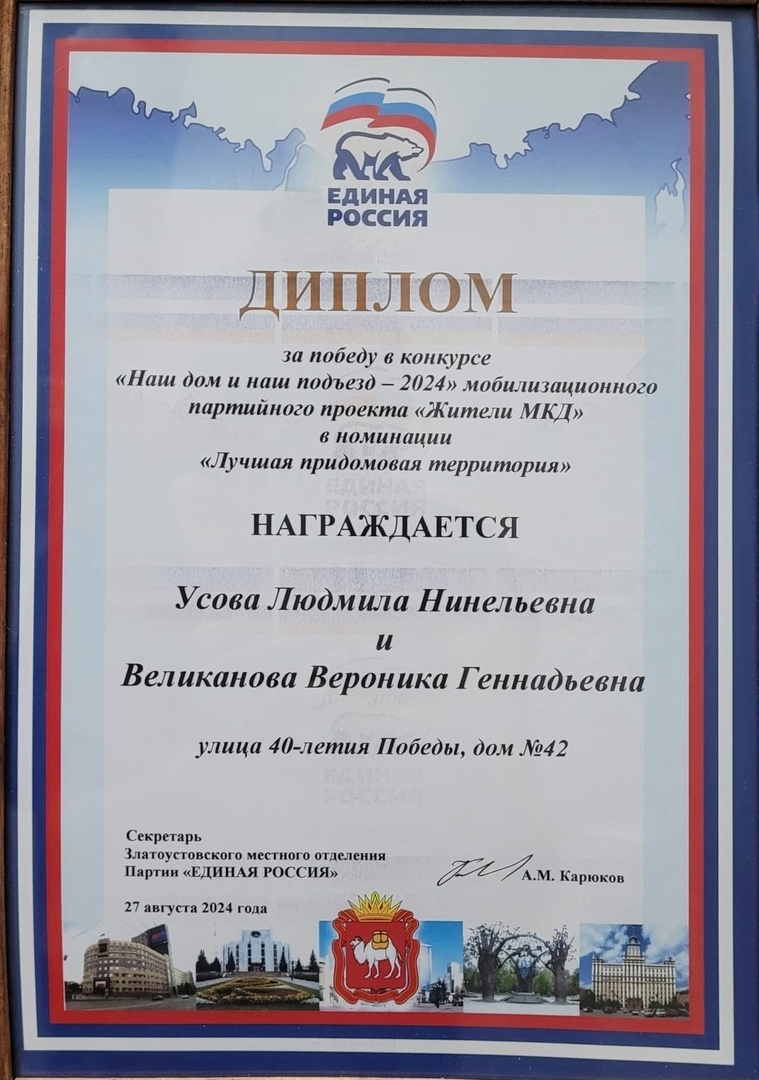 ЕДИНАЯ
РОССИЯ
ДИПЛОМ
за победу в конкурсе
«Наш дом и наш подъезд – 2024» мобилизационного
партийного проекта «Жители МКД»
в номинации
«Лучшая придомовая территория»
НАГРАЖДАЕТСЯ
Усова Людмила Нинельевна
и
Великанова Вероника Геннадьевна
улица 40-летия Победы, дом №42
Секретарь
Златоустовского местного отделения
Партии «ЕДИНАЯ РОССИЯ»
А.М. Карюков
27 августа 2024 года